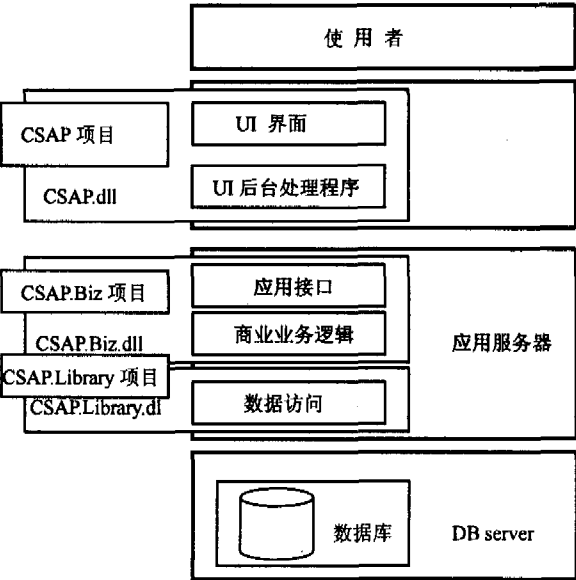 使用者
UI 界面
CSAP 项目
UI 后台处理程序
CSAP.dll
应用接口
CSAP.Biz 项目
商业业务逻辑
CSAP.Biz.dll
应用服务器
CSAP.Library 项目
CSAP.Library.dl
数据访问
数据库
DB server